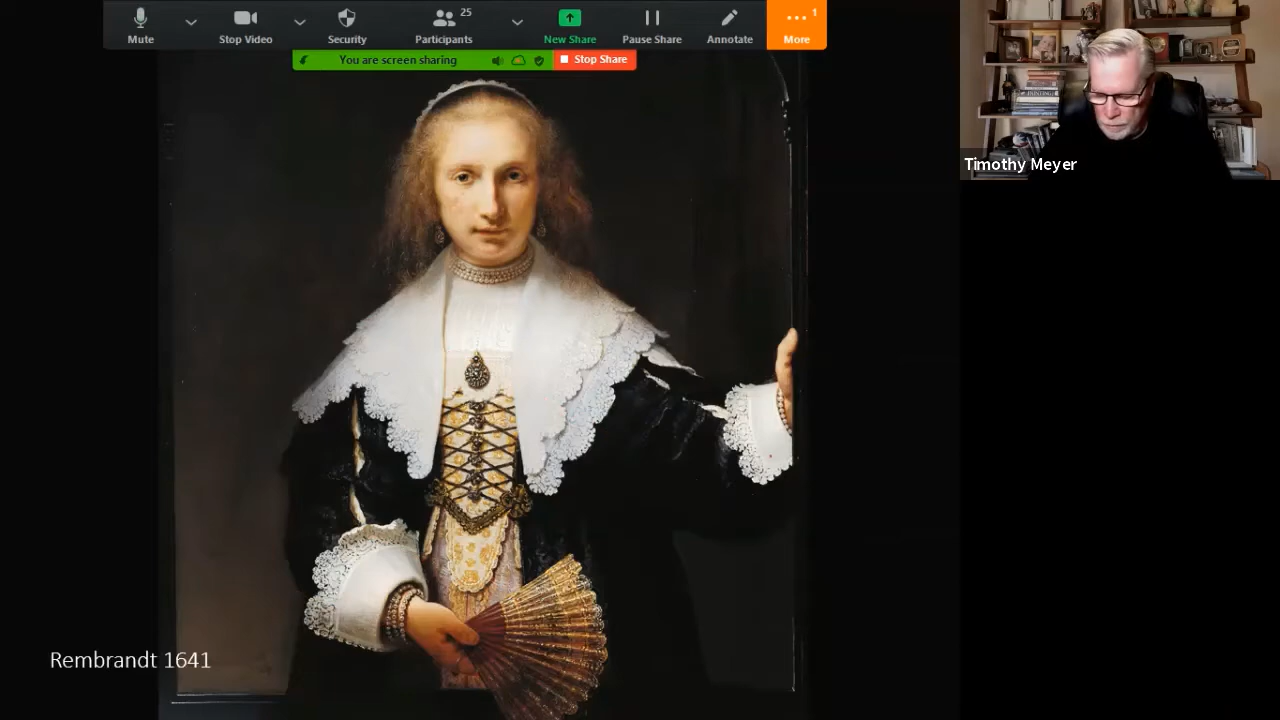 25
1
Mute
Stop Video
Security
Participants
New Share
Pause Share
Annotate
More
You are screen sharing
Stop Share
Timothy Meyer
Rembrandt 1641